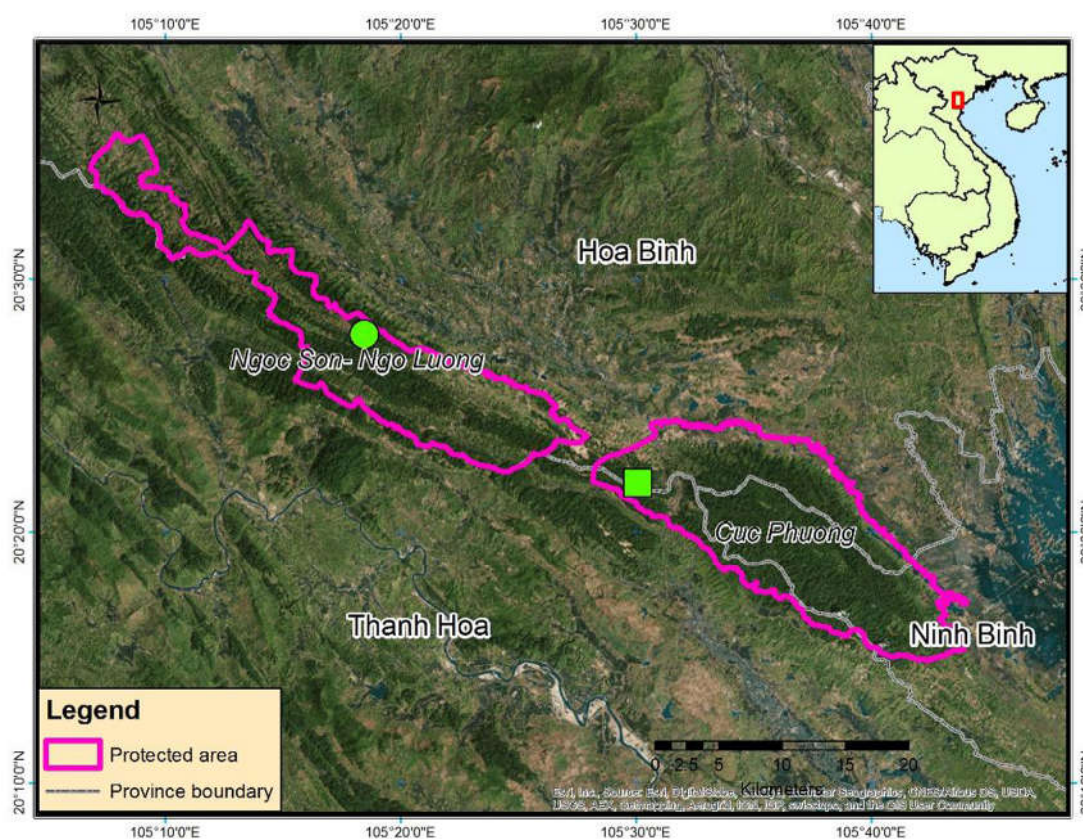 105°10'0"E 105°20'0"E 105°30'0"E 105°40'0"E
Hoa Binh
20°30'0"N
Ngoc Son- Ngo Luong
20°20'0"N
Cuc Phuong
Thanh Hoa
Ninh Binh
Legend
Protected area
Province boundary
0 2.5 5 10 15 20
Kilometers
20°10'0"N
105°10'0"E 105°20'0"E 105°30'0"E 105°40'0"E